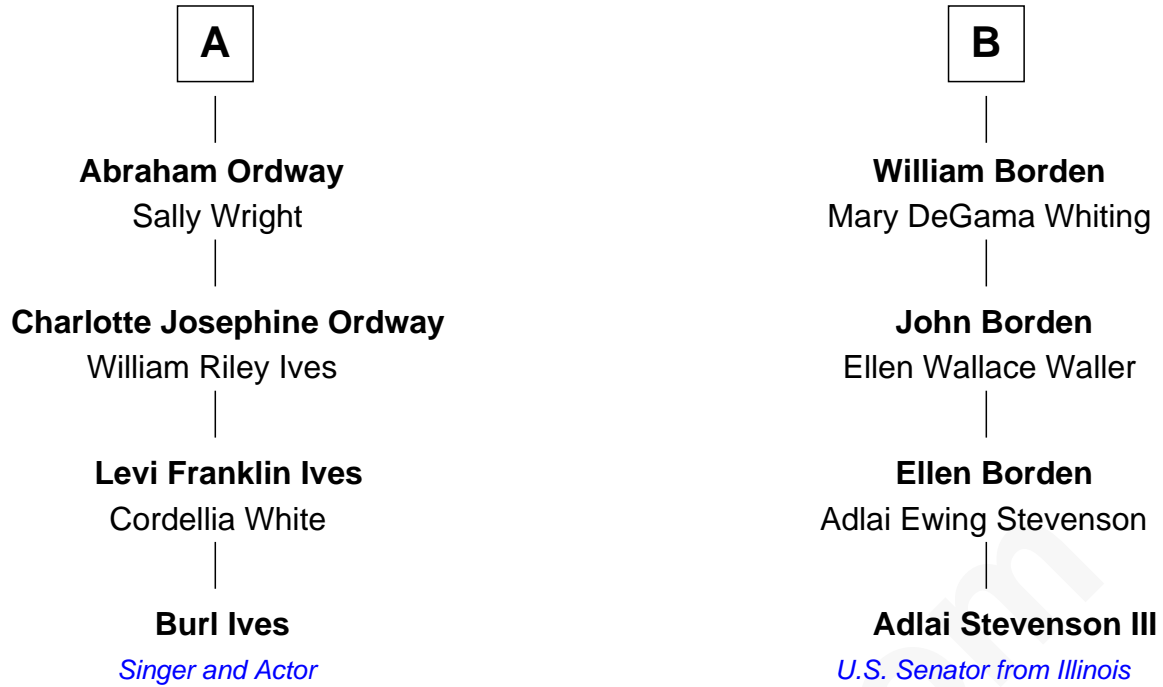 A
Abraham Ordway
Sally Wright
Charlotte Josephine Ordway
William Riley Ives
Levi Franklin Ives
Cordellia White
Burl Ives
Singer and Actor
B
William Borden
Mary DeGama Whiting
John Borden
Ellen Wallace Waller
Ellen Borden
Adlai Ewing Stevenson
Adlai Stevenson III
U.S. Senator from Illinois